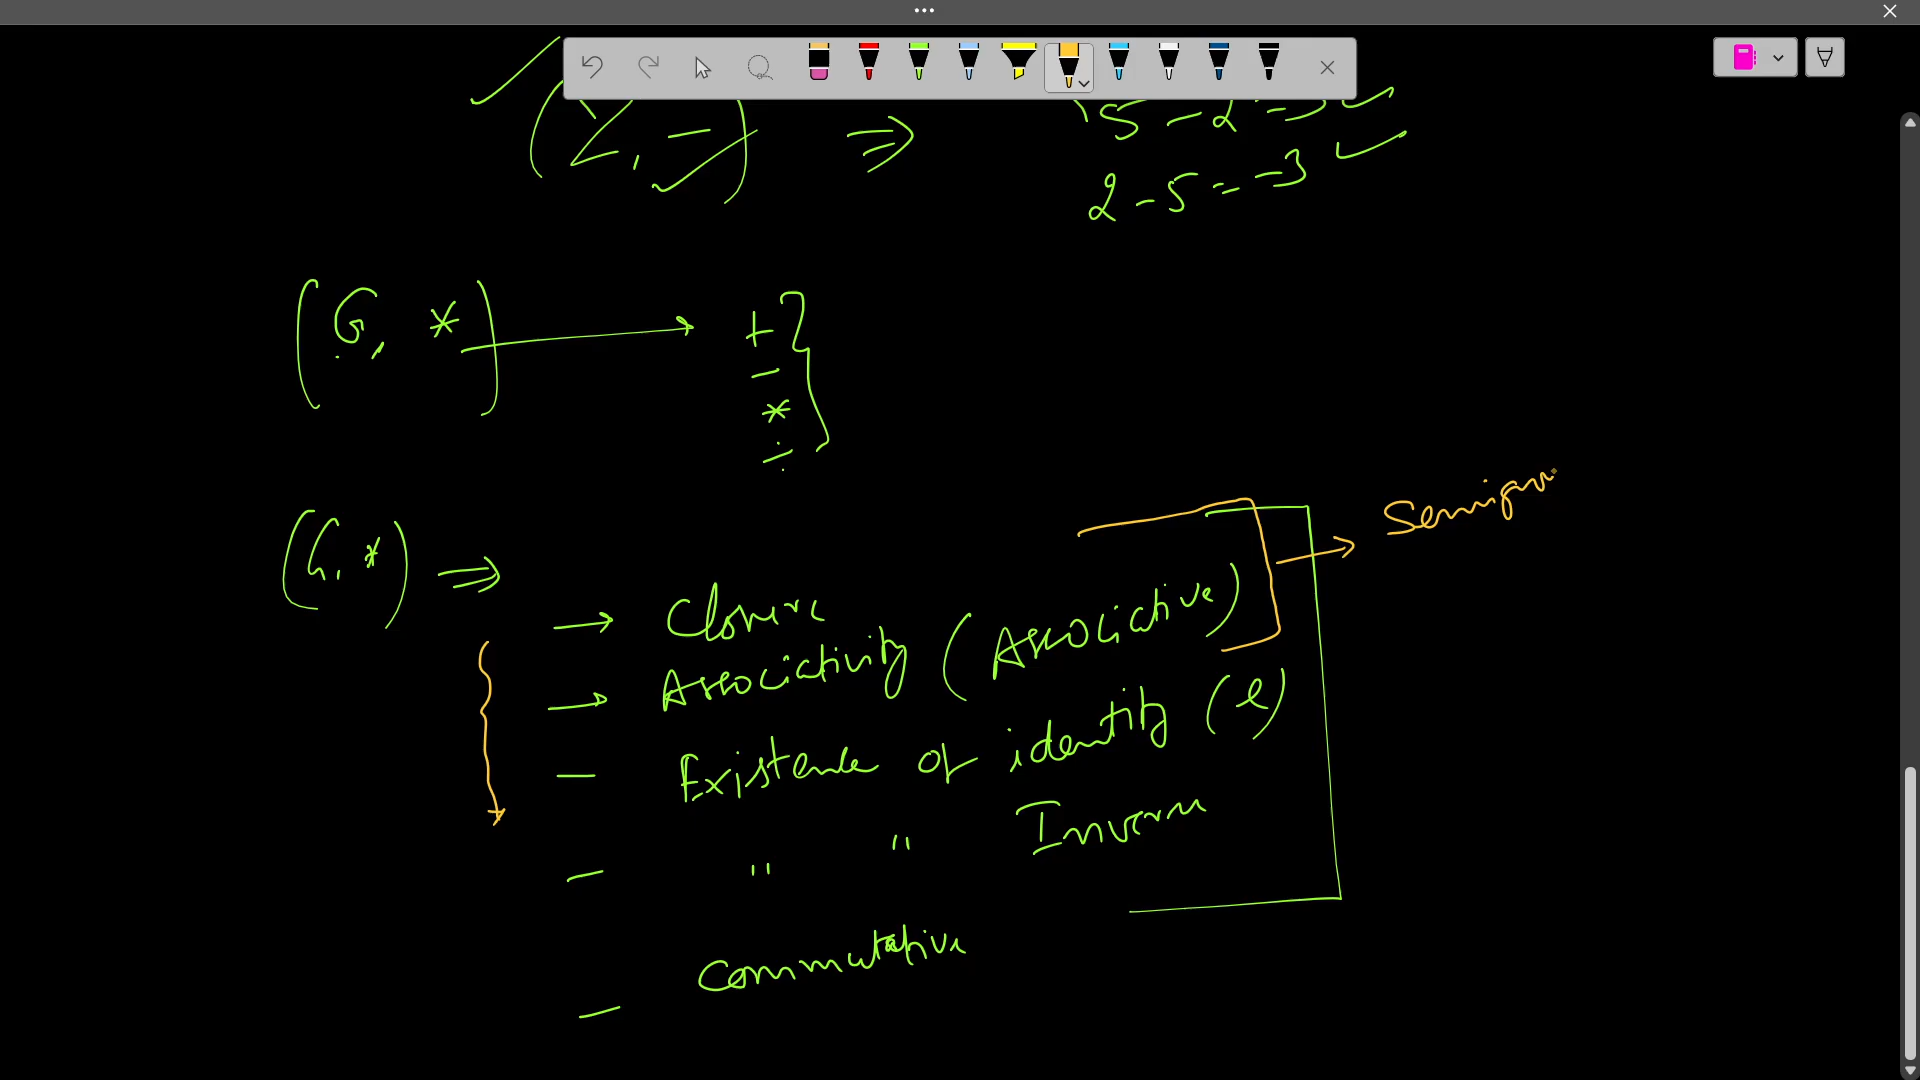 (Z, -) ⇒ 5 - 2 = 3
2 - 5 = -3
(G, *) → +
-
*
÷
(G, *) ⇒
→ Closure
→ Associativity (Associative) → Semigr
- Existence of identity (e)
- " " Inverse
- Commutative